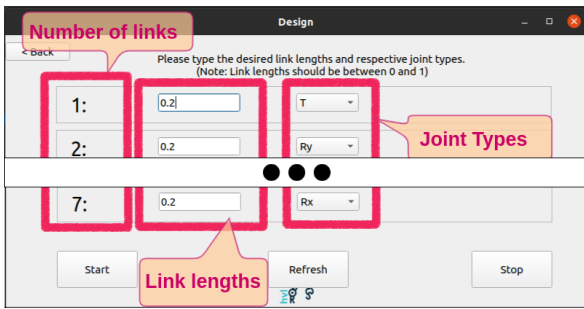 Design
Number of links
< Back
Please type the desired link lengths and respective joint types.
(Note: Link lengths should be between 0 and 1)
1: 0.2 T
2: 0.2 Ry
Joint Types
7: 0.2 Rx
Start Refresh Stop
Link lengths
hvl